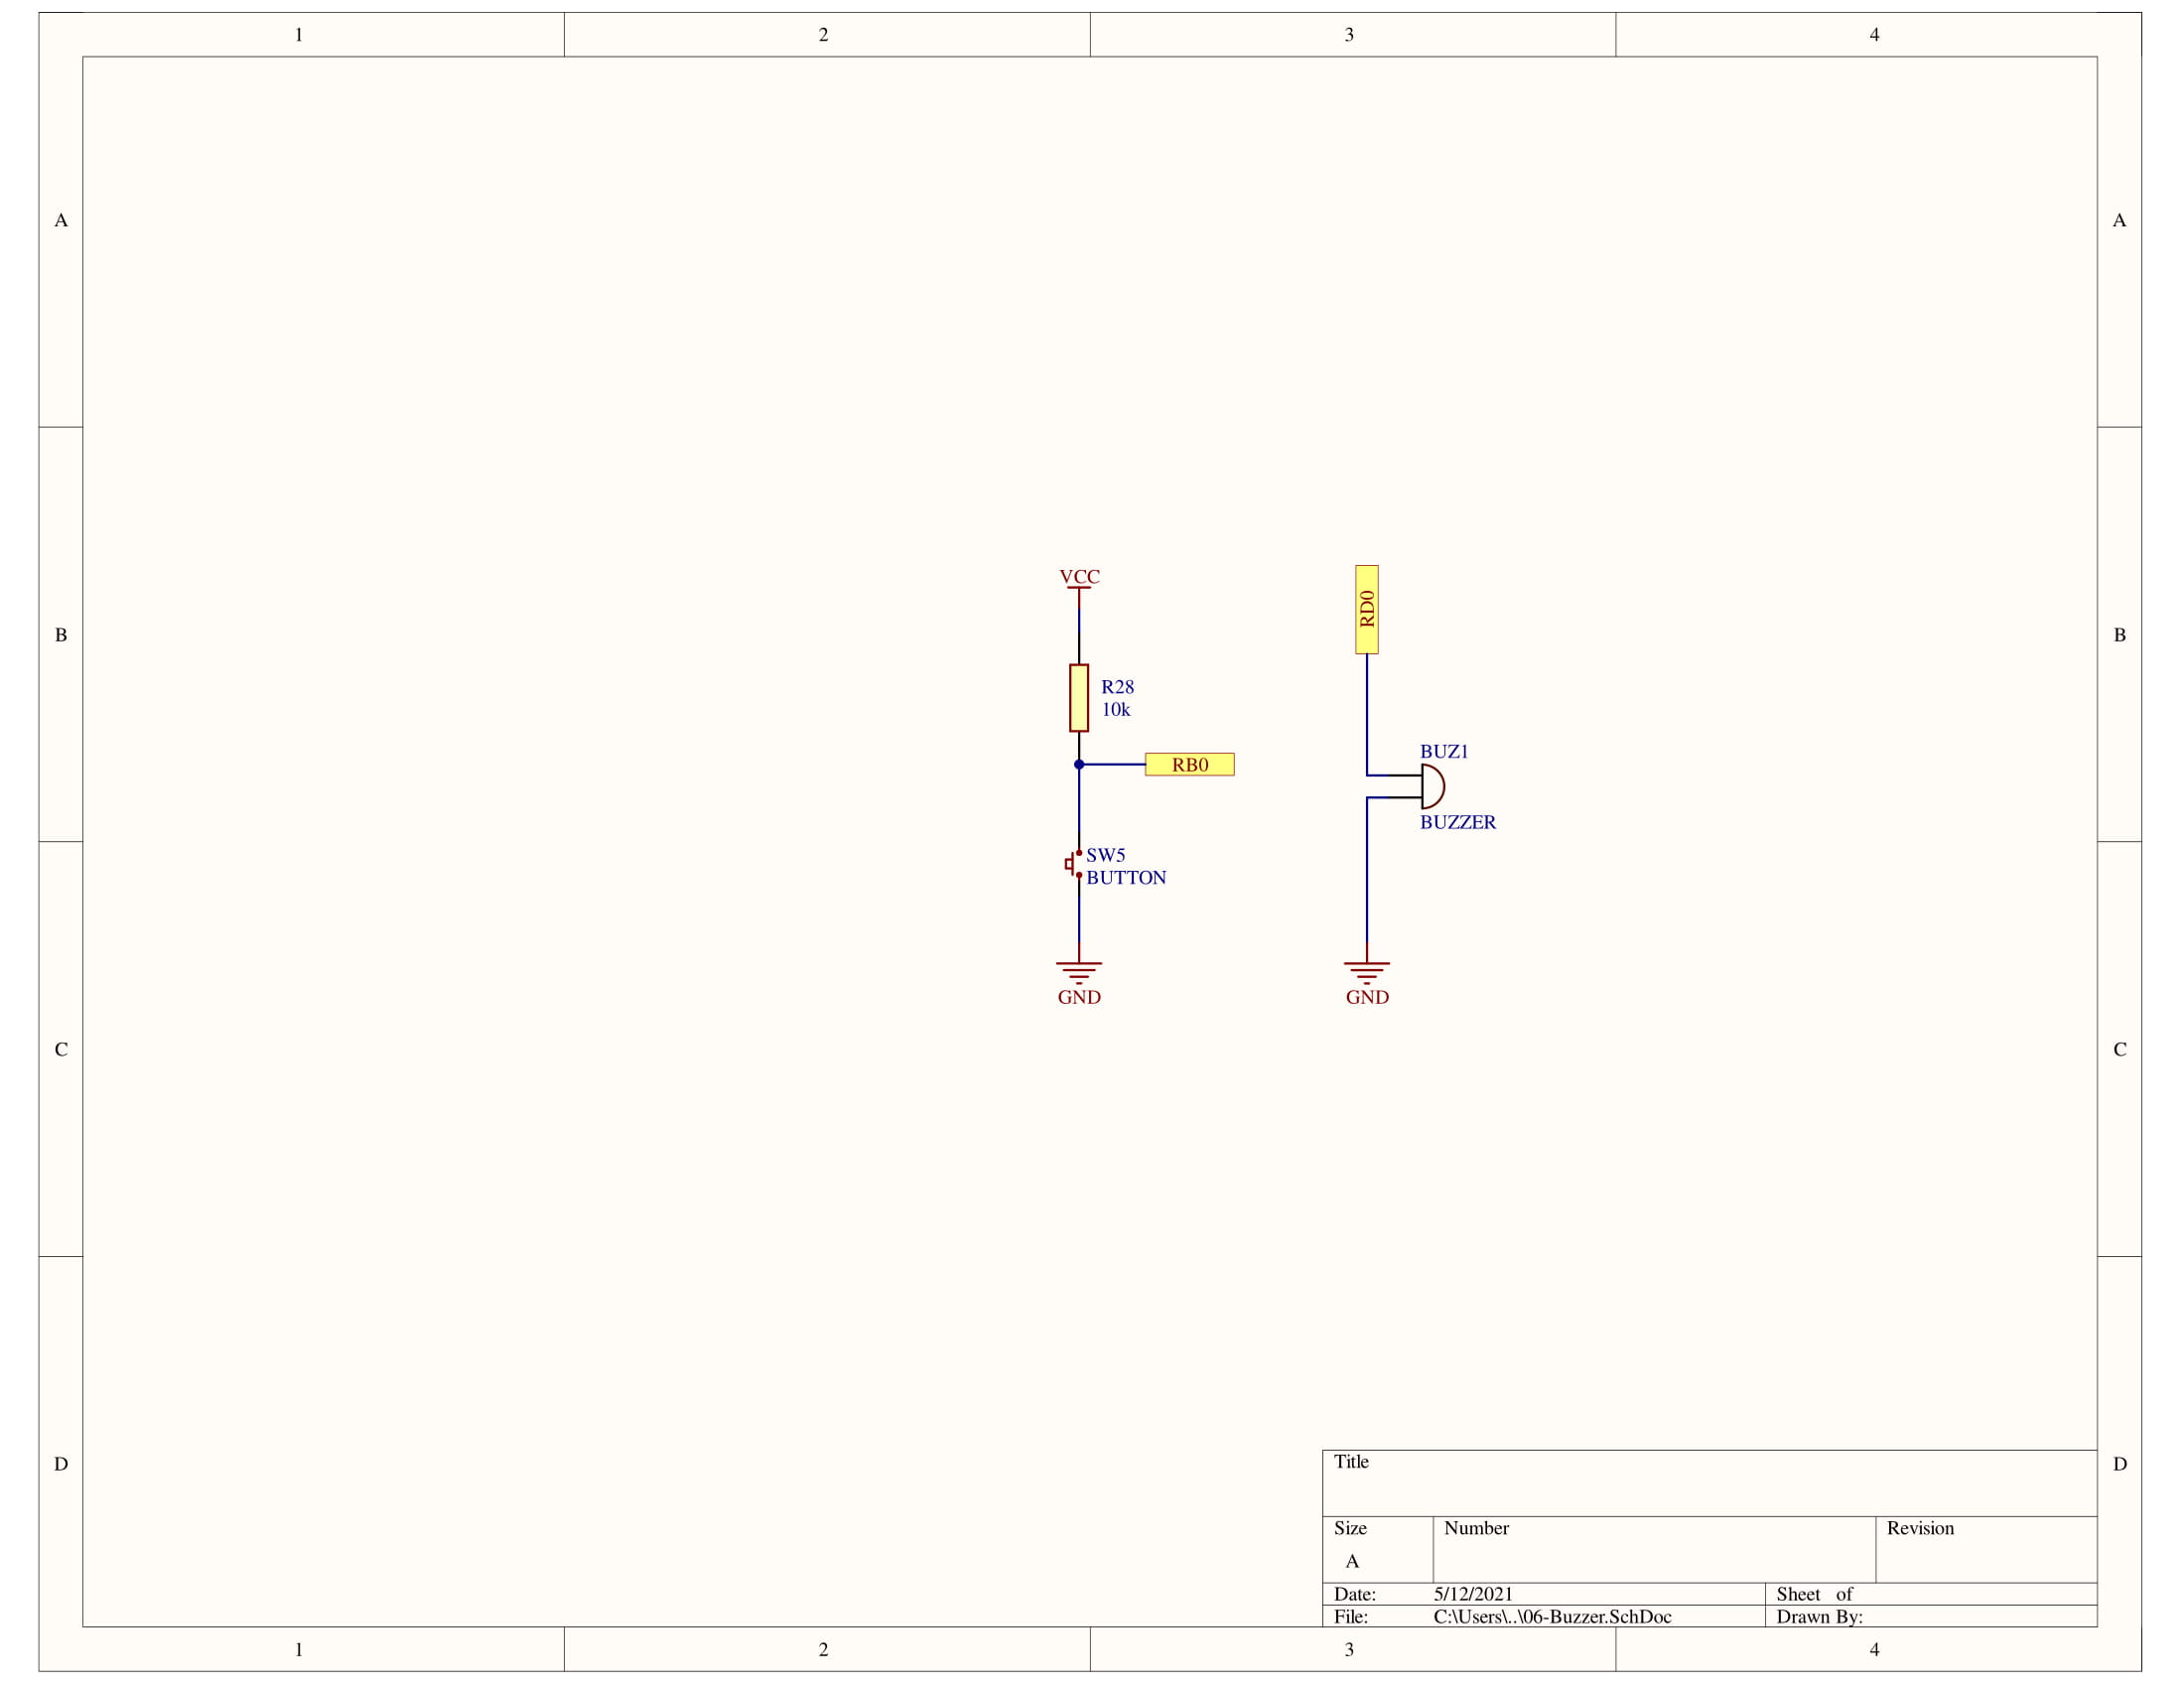 1 2 3 4
A A
VCC
RD0
B B
R28
10k
BUZ1
RB0
BUZZER
SW5
BUTTON
GND GND
C C
Title
D D
Size Number Revision
A
Date: 5/12/2021 Sheet of
File: C:\Users\..\06-Buzzer.SchDoc Drawn By:
1 2 3 4